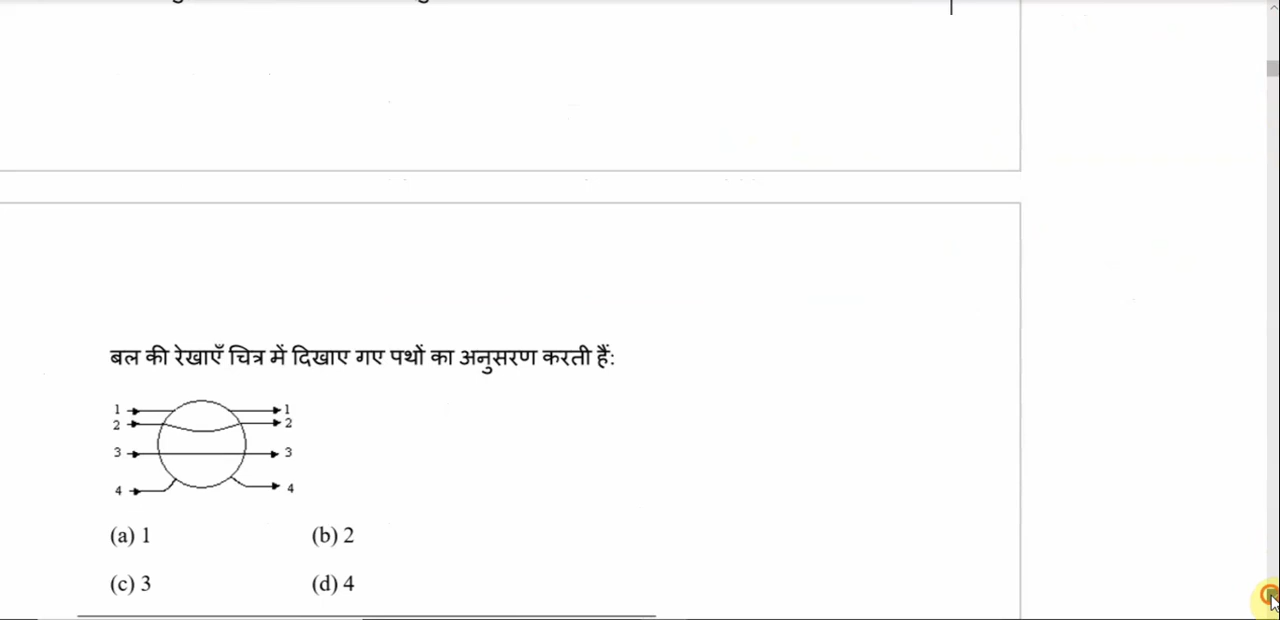 बल की रेखाएँ चित्र में दिखाए गए पथों का अनुसरण करती हैं:
1 1
2 2
3 3
4 4
(a) 1 (b) 2
(c) 3 (d) 4